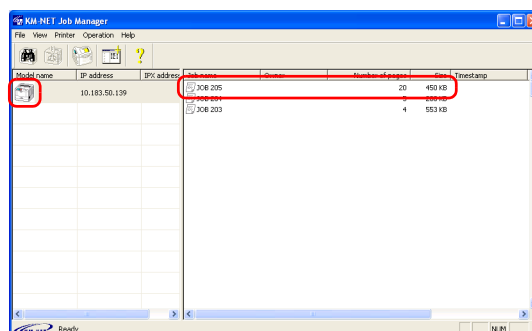 KM-NET Job Manager
File View Printer Operation Help
Model name IP address IPX address Job name Owner Number of pages Size Timestamp
10.183.50.139 JOB 205 20 450 KB
JOB 204
JOB 203 4 553 KB
Ready NUM